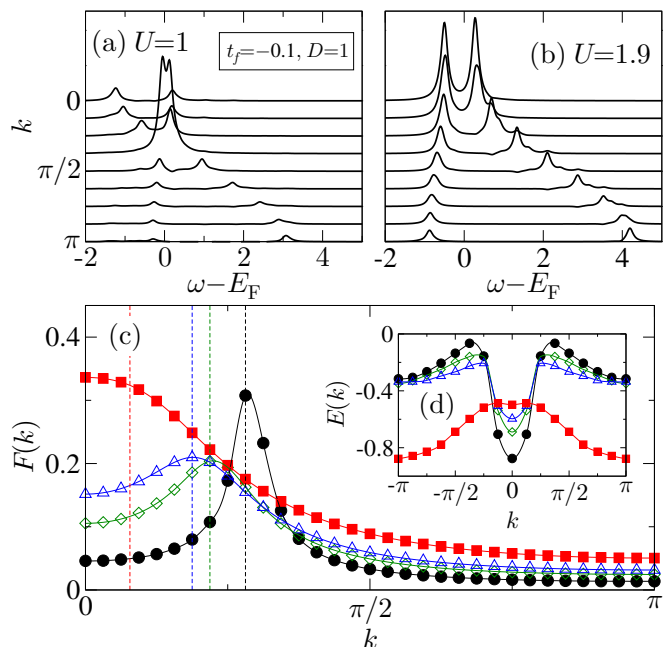 (a) U=1
t_f=−0.1, D=1
(b) U=1.9
k
0
π/2
π
-2 0 2 4
-2 0 2 4
ω−E_F
ω−E_F
(c)
F(k)
0.4
0.2
0
0 π/2 π
k
(d)
E(k)
0
-0.4
-0.8
-π -π/2 0 π/2 π
k